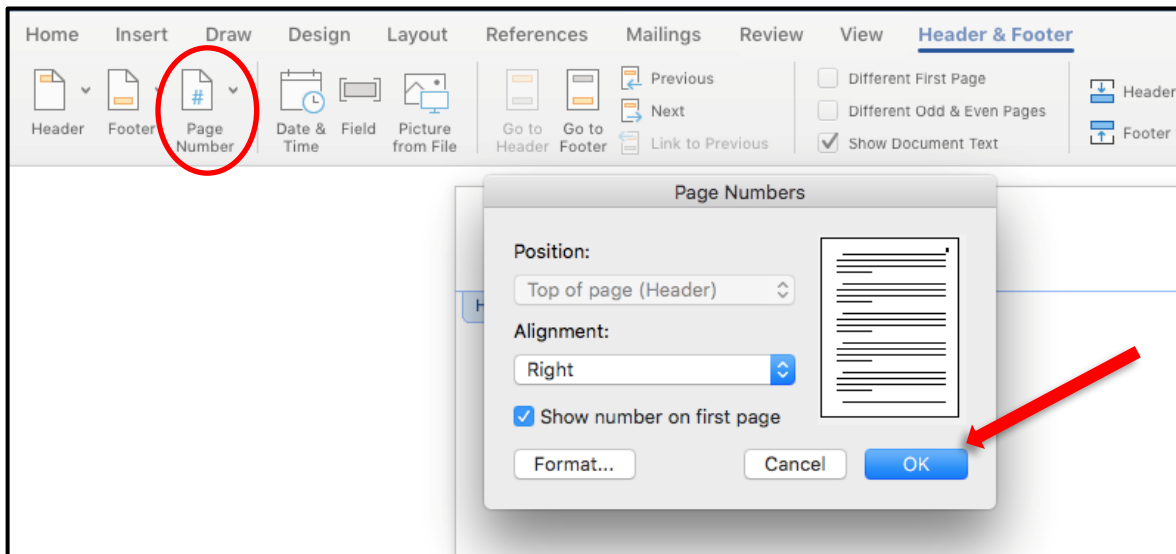 Home Insert Draw Design Layout References Mailings Review View Header & Footer
Header
Footer
Page
Number
#
Date &
Time
Field
Picture
from File
Go to
Header
Go to
Footer
Previous
Next
Link to Previous
Different First Page
Different Odd & Even Pages
Show Document Text
Header
Footer
H
Page Numbers
Position:
Top of page (Header)
Alignment:
Right
Show number on first page
Format...
Cancel
OK